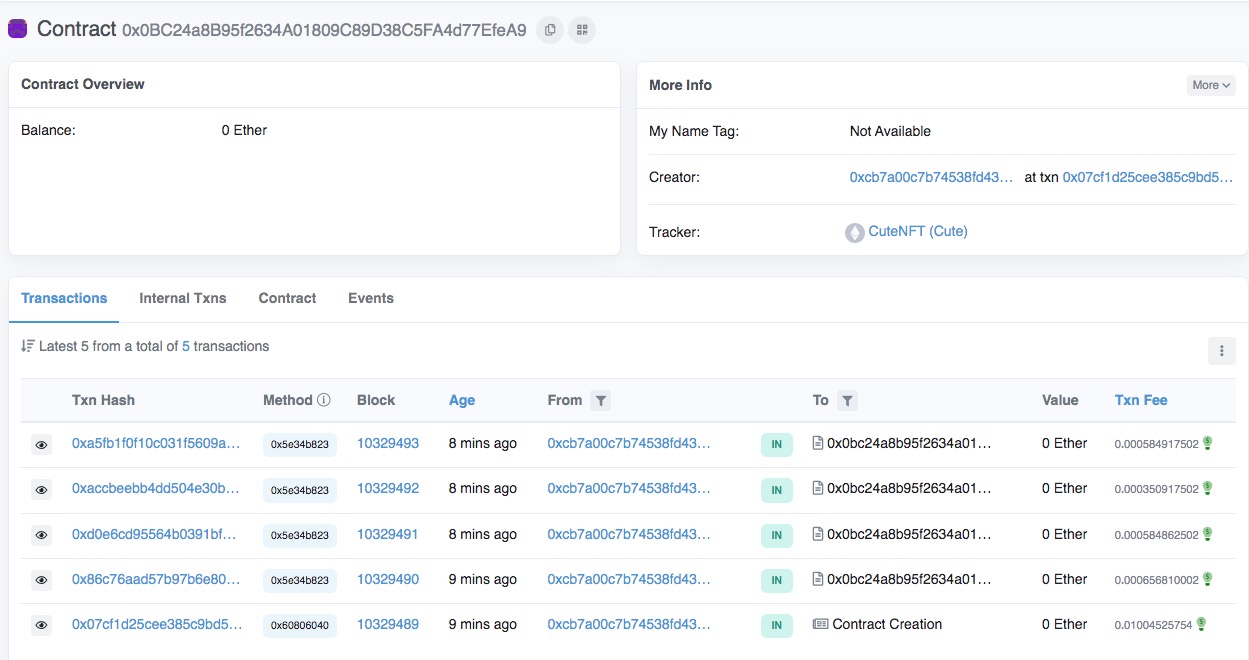 Contract 0x0BC24a8B95f2634A01809C89D38C5FA4d77EfeA9
Contract Overview
Balance: 0 Ether
More Info More
My Name Tag: Not Available
Creator: 0xcb7a00c7b74538fd43... at txn 0x07cf1d25cee385c9bd5...
Tracker: CuteNFT (Cute)
Transactions Internal Txns Contract Events
Latest 5 from a total of 5 transactions
Txn Hash Method Block Age From To Value Txn Fee
0xa5fb1f0f10c031f5609a... 0x5e34b823 10329493 8 mins ago 0xcb7a00c7b74538fd43... IN 0x0bc24a8b95f2634a01... 0 Ether 0.000584917502
0xaccbeebb4dd504e30b... 0x5e34b823 10329492 8 mins ago 0xcb7a00c7b74538fd43... IN 0x0bc24a8b95f2634a01... 0 Ether 0.000350917502
0xd0e6cd95564b0391bf... 0x5e34b823 10329491 8 mins ago 0xcb7a00c7b74538fd43... IN 0x0bc24a8b95f2634a01... 0 Ether 0.000584862502
0x86c76aad57b97b6e80... 0x5e34b823 10329490 9 mins ago 0xcb7a00c7b74538fd43... IN 0x0bc24a8b95f2634a01... 0 Ether 0.000656810002
0x07cf1d25cee385c9bd5... 0x60806040 10329489 9 mins ago 0xcb7a00c7b74538fd43... IN Contract Creation 0 Ether 0.01004525754